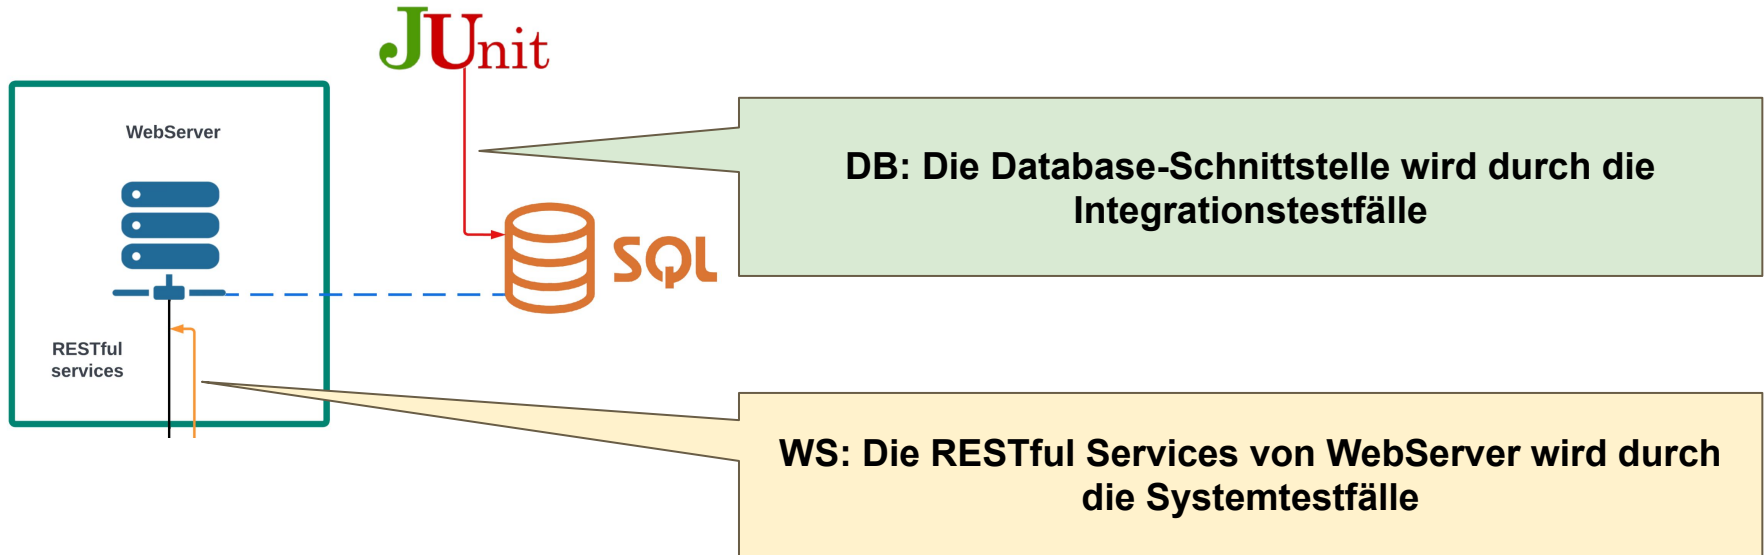 JUnit
WebServer
DB: Die Database-Schnittstelle wird durch die
Integrationstestfälle
SQL
RESTful
services
WS: Die RESTful Services von WebServer wird durch
die Systemtestfälle